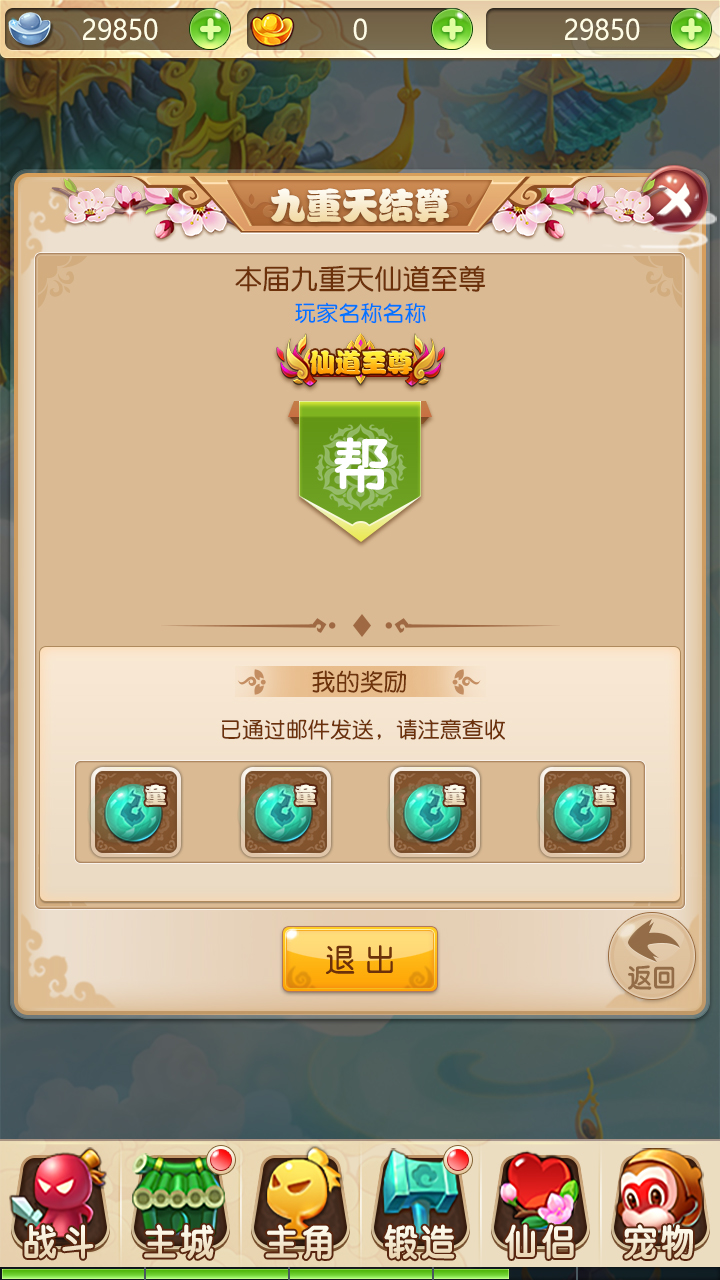 29850 0 29850
九重天结算
本届九重天仙道至尊
玩家名称名称
仙道至尊
帮
我的奖励
已通过邮件发送，请注意查收
童 童 童 童
退出
返回
战斗 主城 主角 锻造 仙侣 宠物